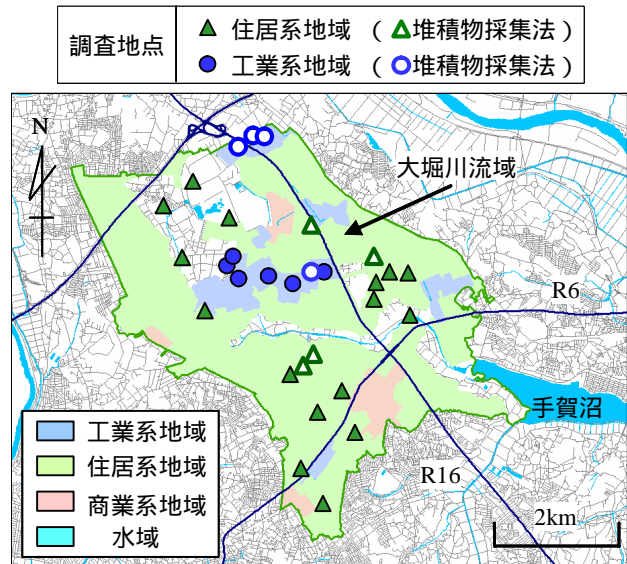 調査地点
住居系地域 (堆積物採集法)
工業系地域 (堆積物採集法)
N
大堀川流域
R6
手賀沼
R16
2km
工業系地域
住居系地域
商業系地域
水域